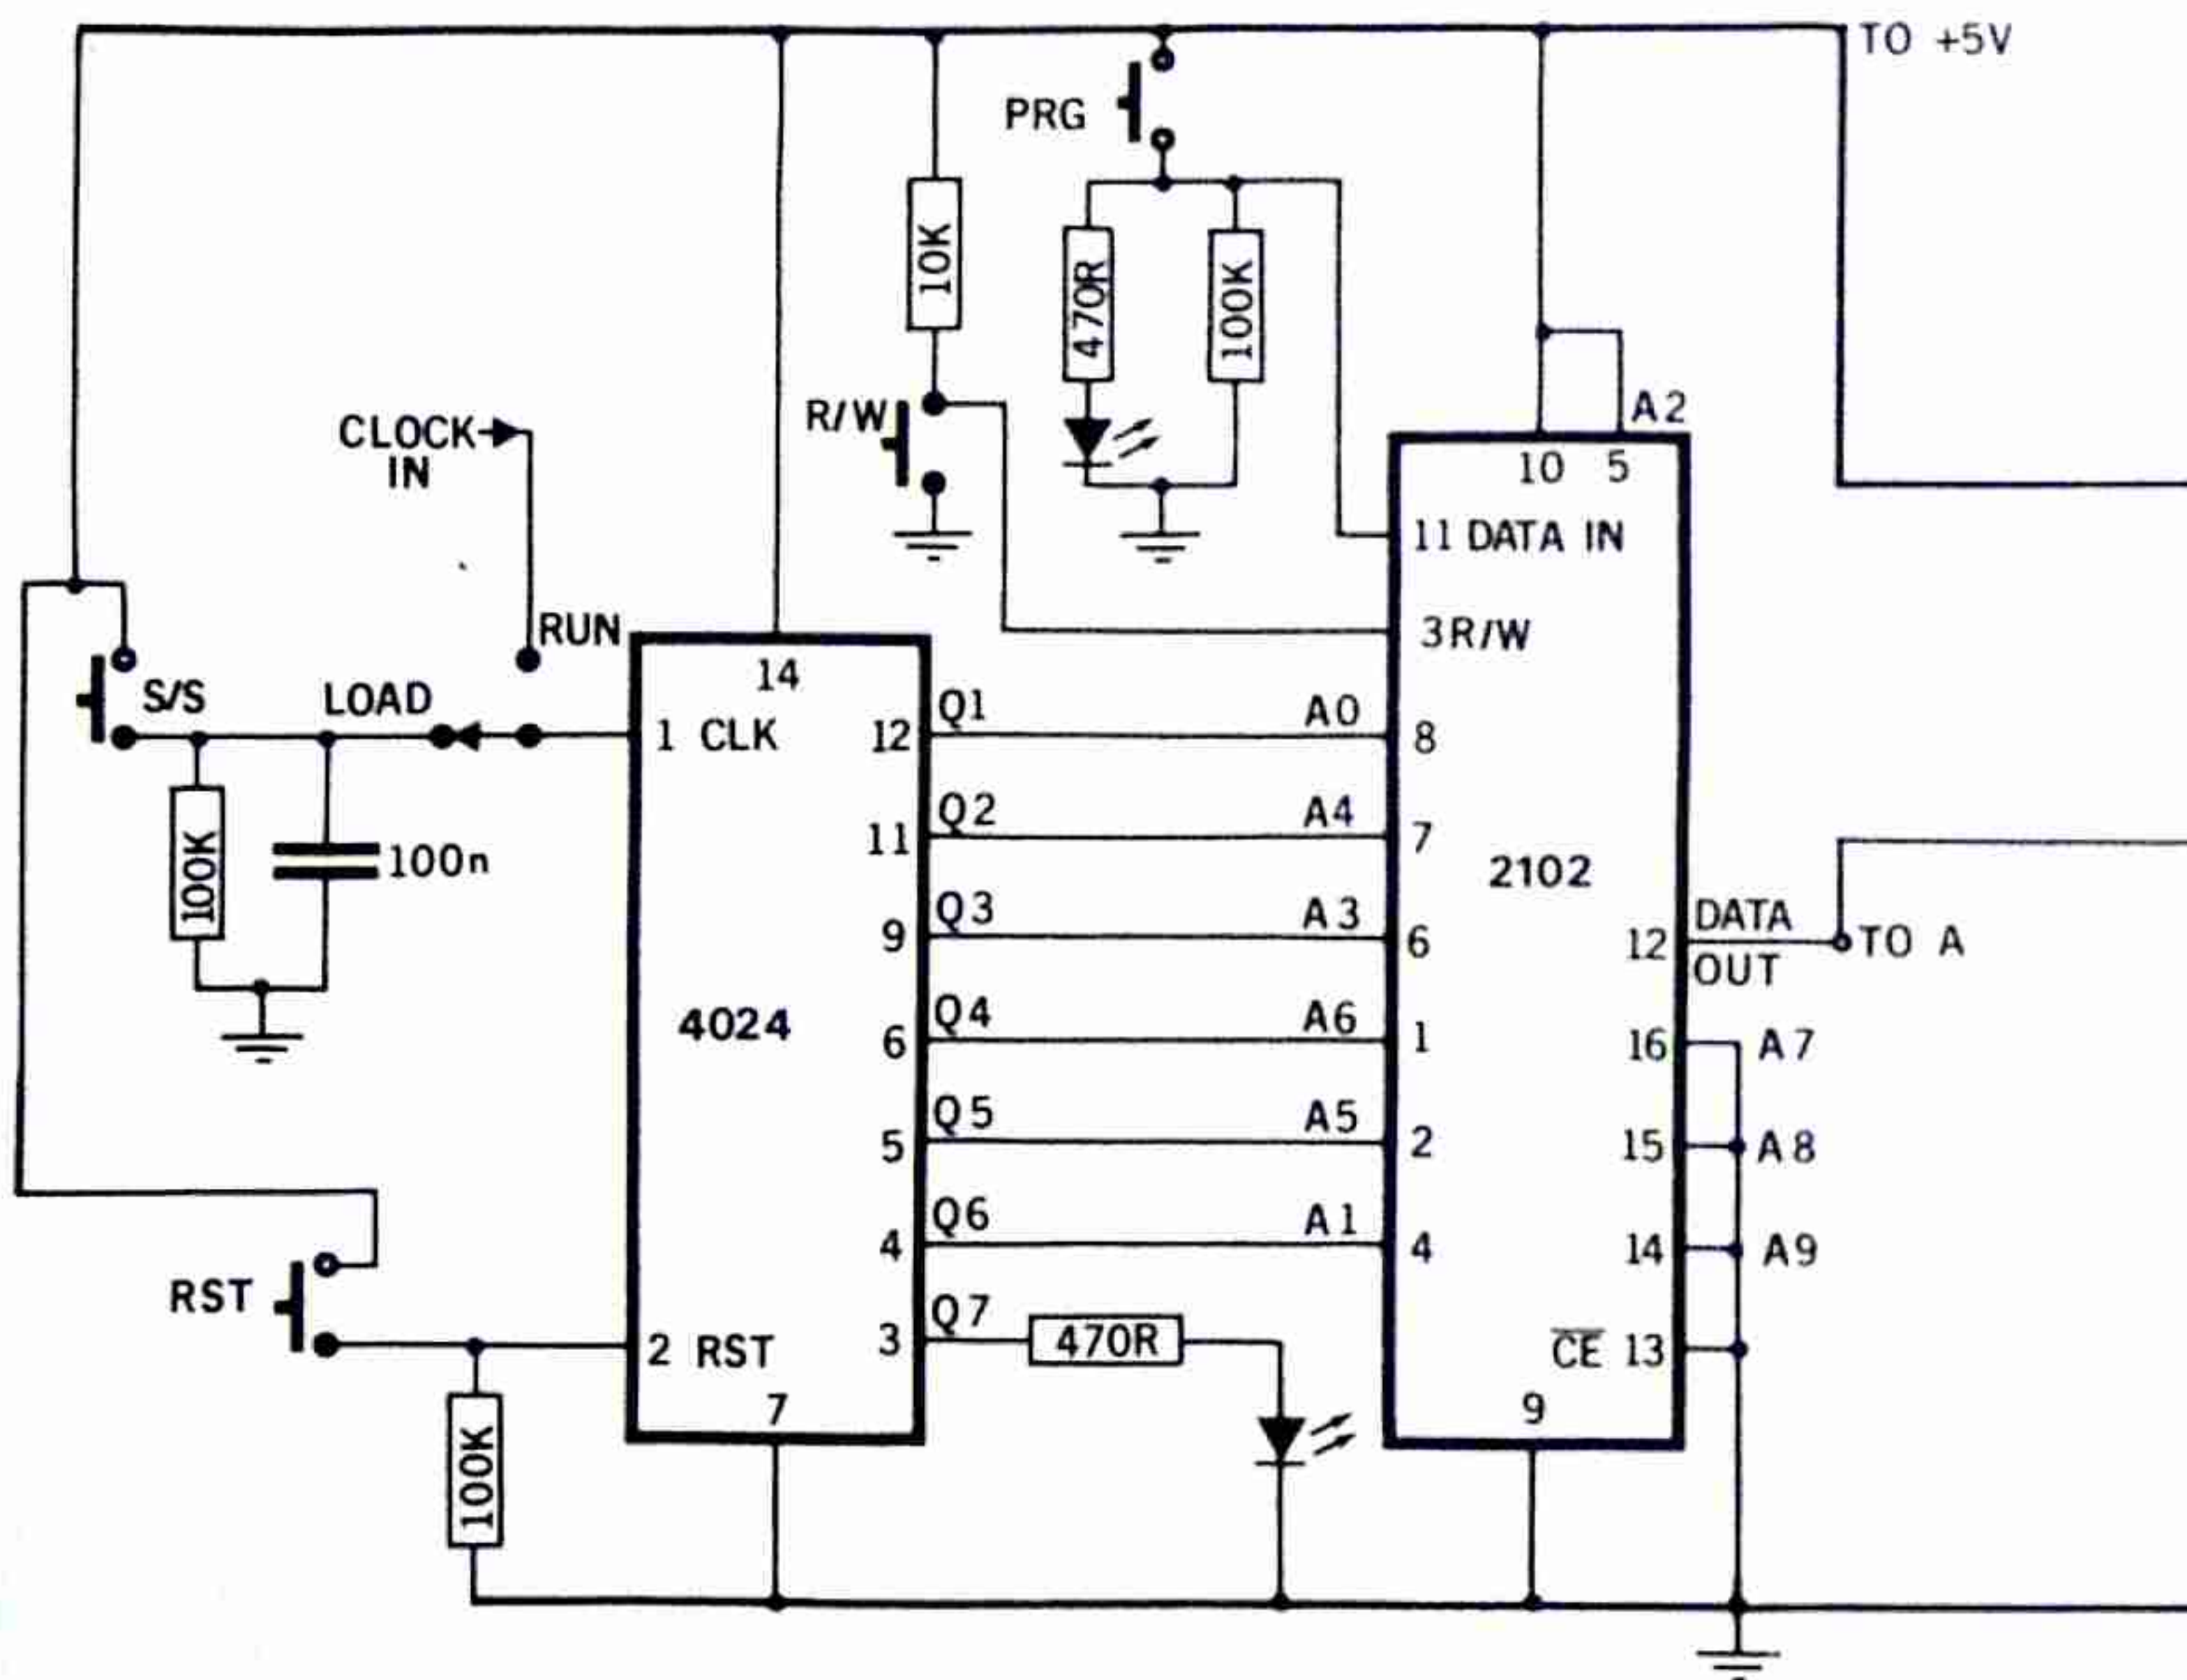 TO +5V
PRG
10K
470R
100K
R/W
A2
CLOCK
IN
10 5
11 DATA IN
RUN
3 R/W
14
S/S
LOAD
1 CLK
12
Q1
A0
8
100K
100n
11
Q2
A4
7
2102
9
Q3
A3
6
12
DATA
OUT
TO A
4024
6
Q4
A6
1
16
A7
5
Q5
A5
2
15
A8
4
Q6
A1
4
14
A9
RST
2 RST
3
Q7
470R
CE 13
7
9
100K